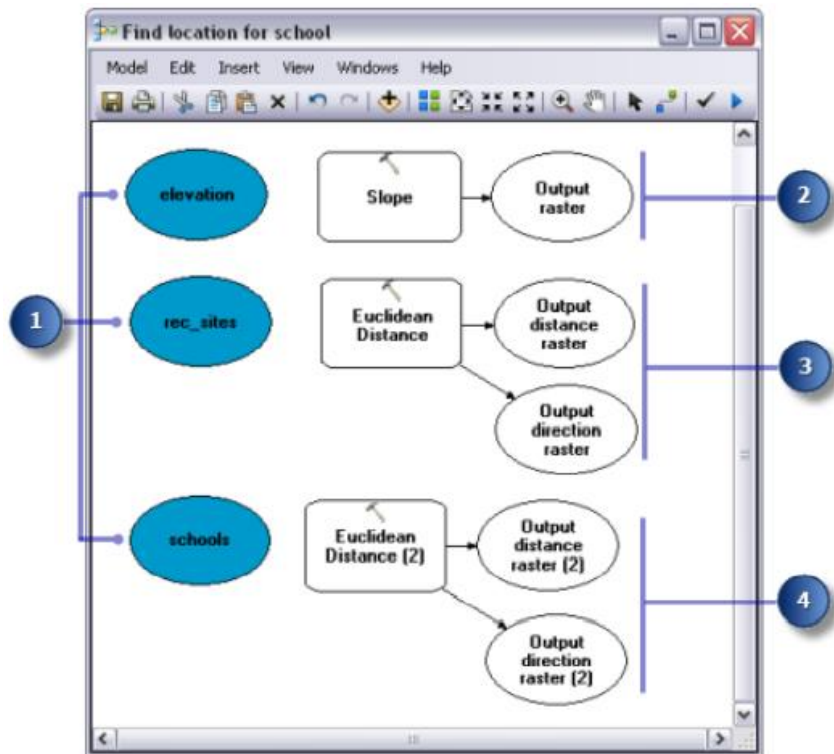 Find location for school
Model Edit Insert View Windows Help
elevation
Slope
Output
raster
2
1
rec_sites
Euclidean
Distance
Output
distance
raster
3
Output
direction
raster
schools
Euclidean
Distance (2)
Output
distance
raster (2)
4
Output
direction
raster (2)